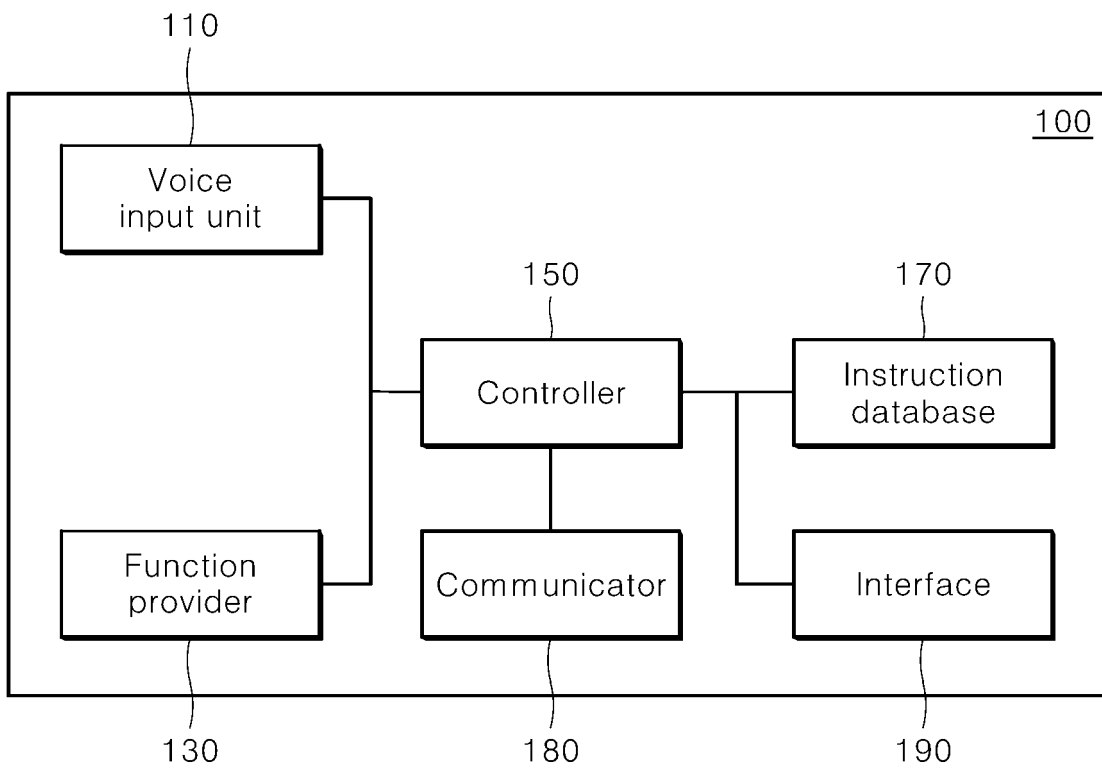 110
100
Voice
input unit
150
170
Controller
Instruction
database
Function
provider
Communicator
Interface
130
180
190